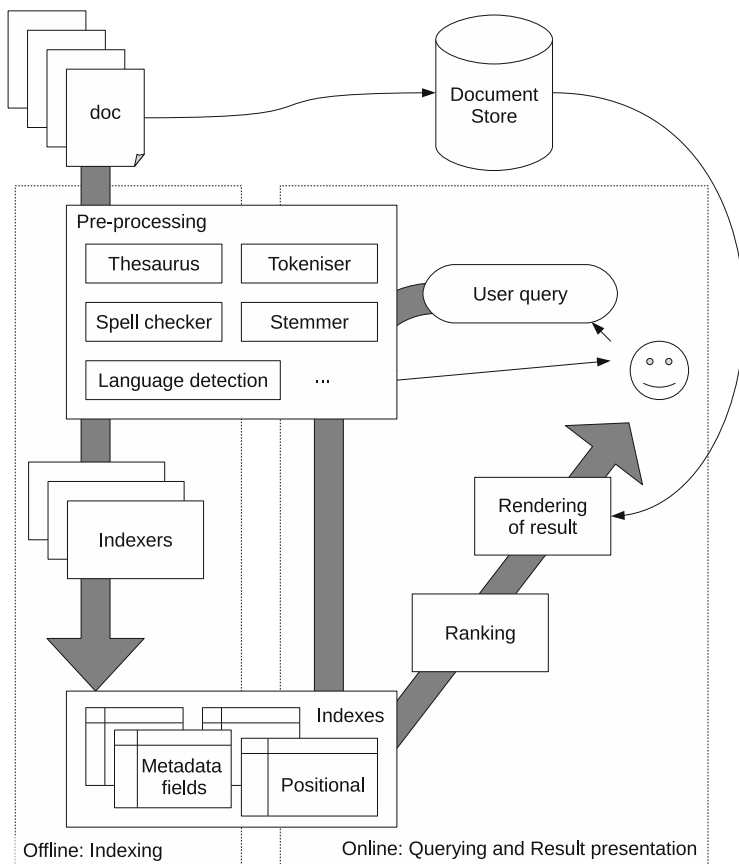 doc
Document
Store
Pre-processing
Thesaurus
Tokeniser
Spell checker
Stemmer
Language detection
...
User query
Indexers
Rendering
of result
Ranking
Indexes
Metadata
fields
Positional
Offline: Indexing
Online: Querying and Result presentation